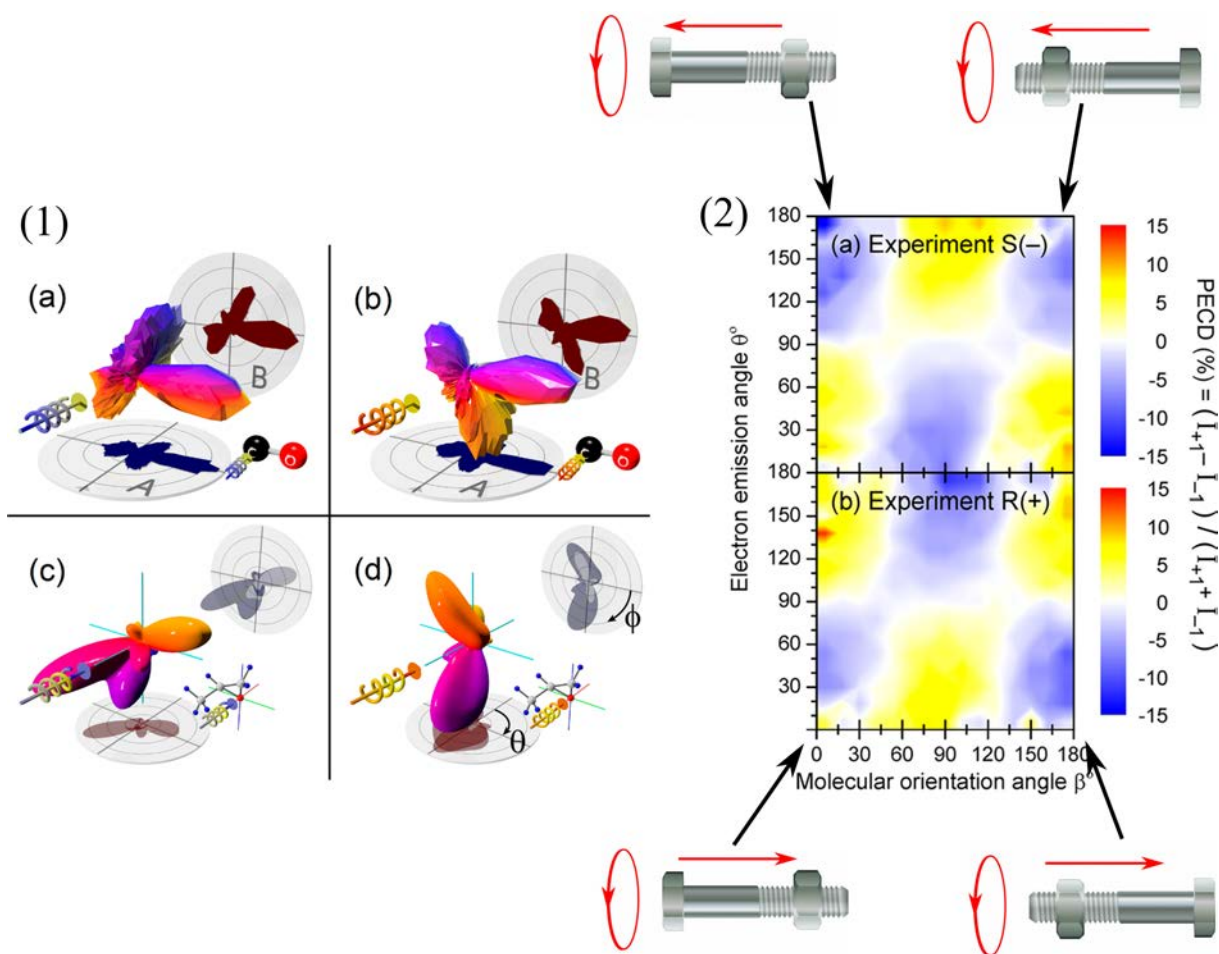 (1)
(a)
B
A
C
O
(b)
B
A
C
O
(c)
(d)
ϕ
θ
(2)
180
150
120
90
60
30
180
150
120
90
60
30
(a) Experiment S(–)
(b) Experiment R(+)
Electron emission angle θ°
0 30 60 90 120 150 180
Molecular orientation angle β°
15
10
5
0
-5
-10
-15
15
10
5
0
-5
-10
-15
PECD (%) = (I₊₁– I₋₁) / (I₊₁+ I₋₁)